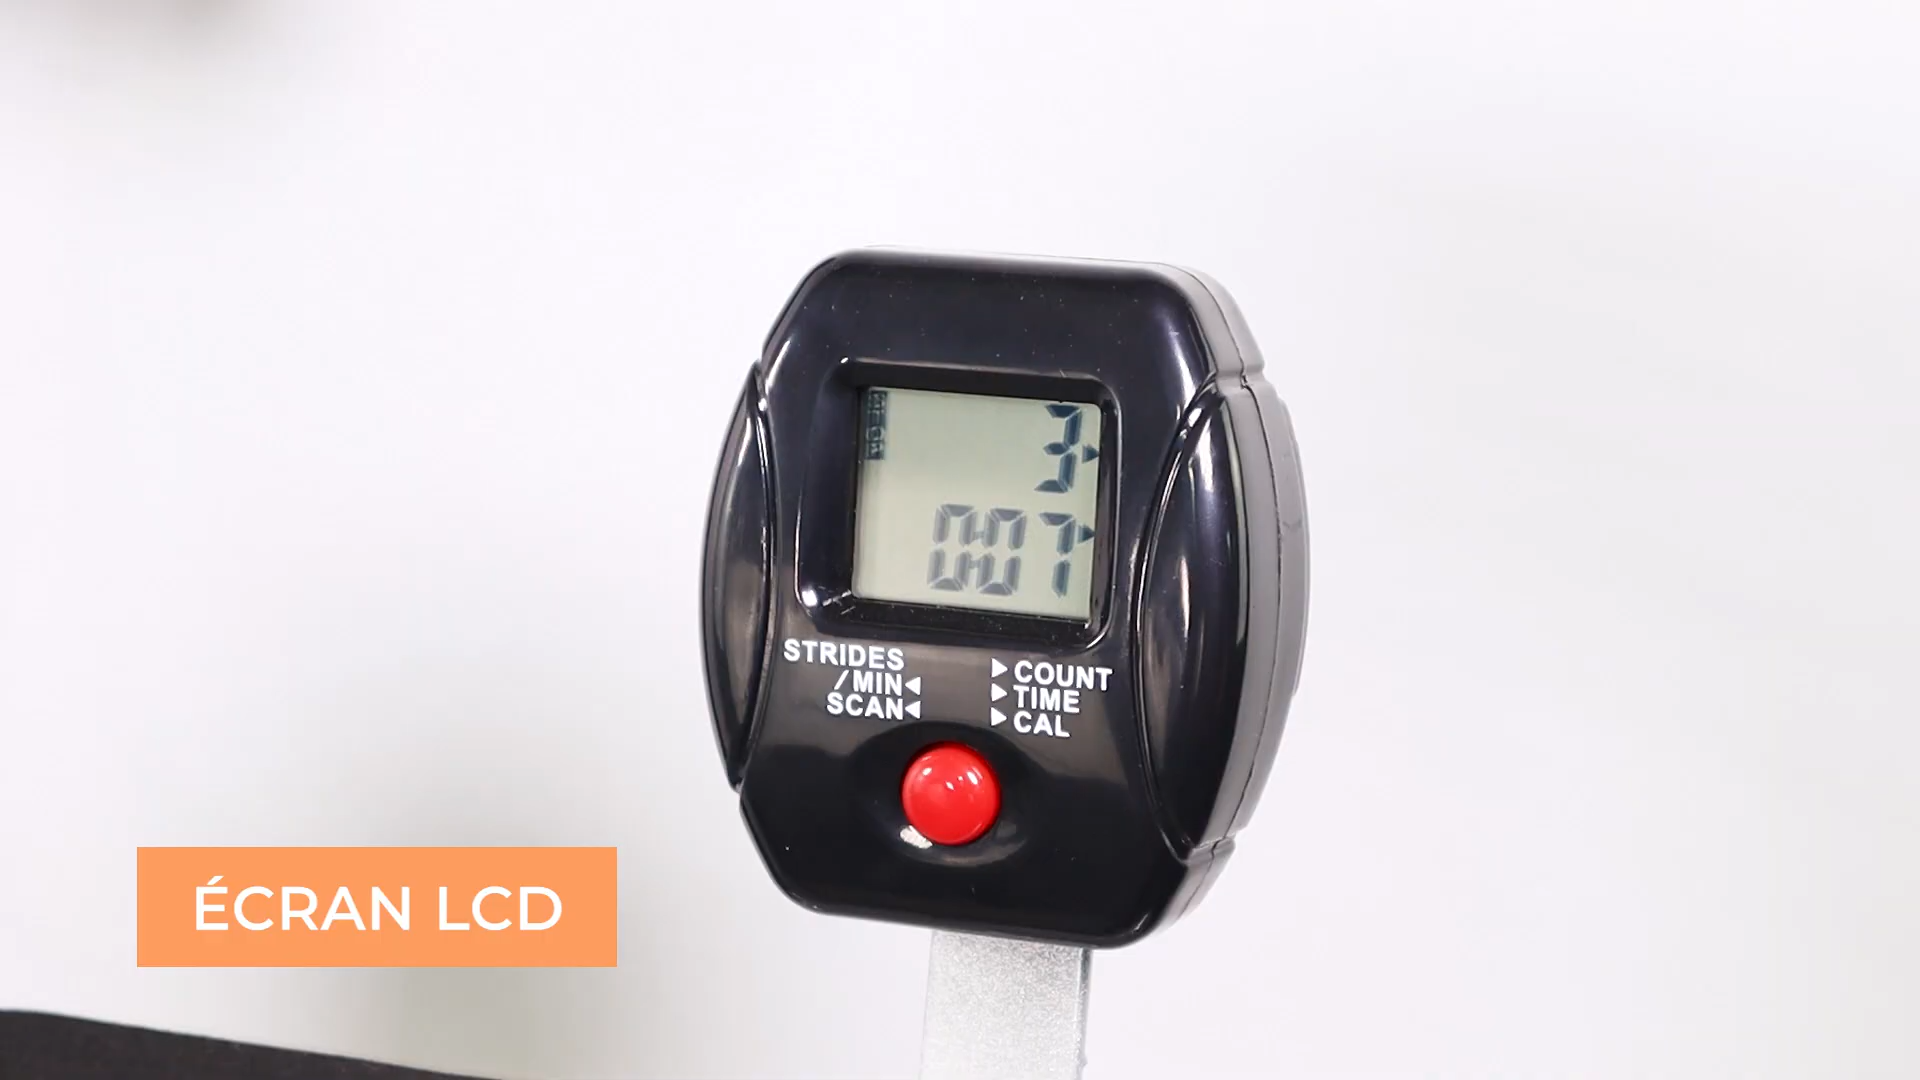 3
0:07
STRIDES
/MIN◀
SCAN◀
▶COUNT
▶TIME
▶CAL
ÉCRAN LCD